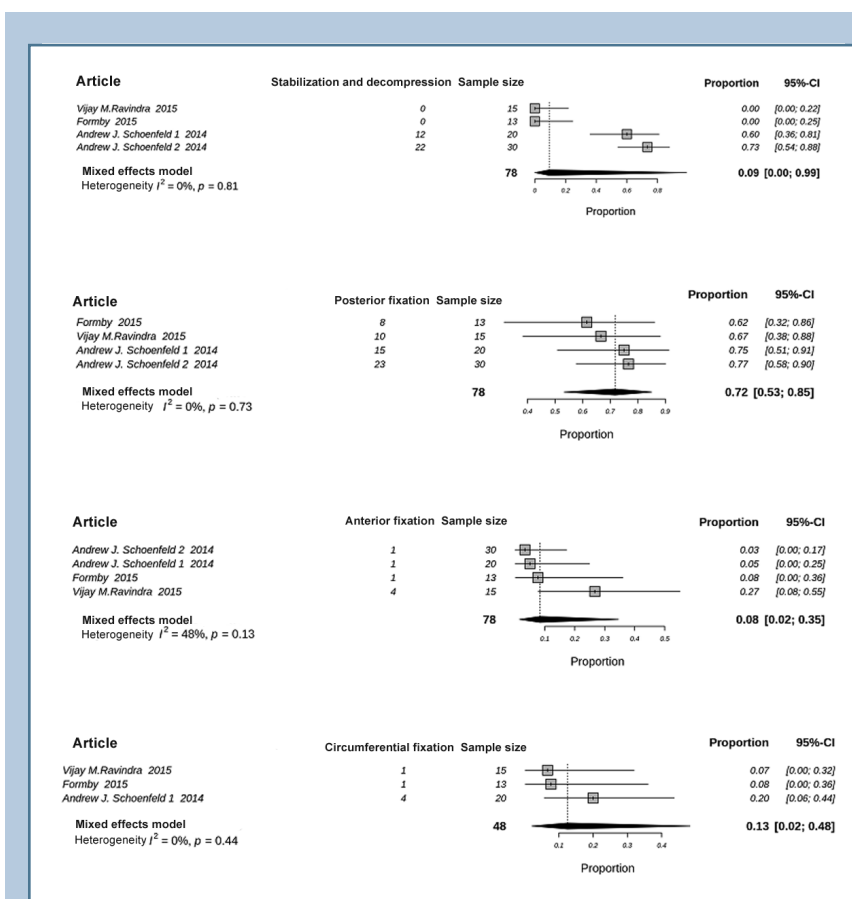 Article Stabilization and decompression Sample size Proportion 95%-CI
Vijay M.Ravindra 2015 0 15 0.00 [0.00; 0.22]
Formby 2015 0 13 0.00 [0.00; 0.25]
Andrew J. Schoenfeld 1 2014 12 20 0.60 [0.36; 0.81]
Andrew J. Schoenfeld 2 2014 22 30 0.73 [0.54; 0.88]
Mixed effects model 78 0.09 [0.00; 0.99]
Heterogeneity I² = 0%, p = 0.81
0 0.2 0.4 0.6 0.8
Proportion
Article Posterior fixation Sample size Proportion 95%-CI
Formby 2015 8 13 0.62 [0.32; 0.86]
Vijay M.Ravindra 2015 10 15 0.67 [0.38; 0.88]
Andrew J. Schoenfeld 1 2014 15 20 0.75 [0.51; 0.91]
Andrew J. Schoenfeld 2 2014 23 30 0.77 [0.58; 0.90]
Mixed effects model 78 0.72 [0.53; 0.85]
Heterogeneity I² = 0%, p = 0.73
0.4 0.5 0.6 0.7 0.8 0.9
Proportion
Article Anterior fixation Sample size Proportion 95%-CI
Andrew J. Schoenfeld 2 2014 1 30 0.03 [0.00; 0.17]
Andrew J. Schoenfeld 1 2014 1 20 0.05 [0.00; 0.25]
Formby 2015 1 13 0.08 [0.00; 0.36]
Vijay M.Ravindra 2015 4 15 0.27 [0.08; 0.55]
Mixed effects model 78 0.08 [0.02; 0.35]
Heterogeneity I² = 48%, p = 0.13
0.1 0.2 0.3 0.4 0.5
Proportion
Article Circumferential fixation Sample size Proportion 95%-CI
Vijay M.Ravindra 2015 1 15 0.07 [0.00; 0.32]
Formby 2015 1 13 0.08 [0.00; 0.36]
Andrew J. Schoenfeld 1 2014 4 20 0.20 [0.06; 0.44]
Mixed effects model 48 0.13 [0.02; 0.48]
Heterogeneity I² = 0%, p = 0.44
0.1 0.2 0.3 0.4
Proportion